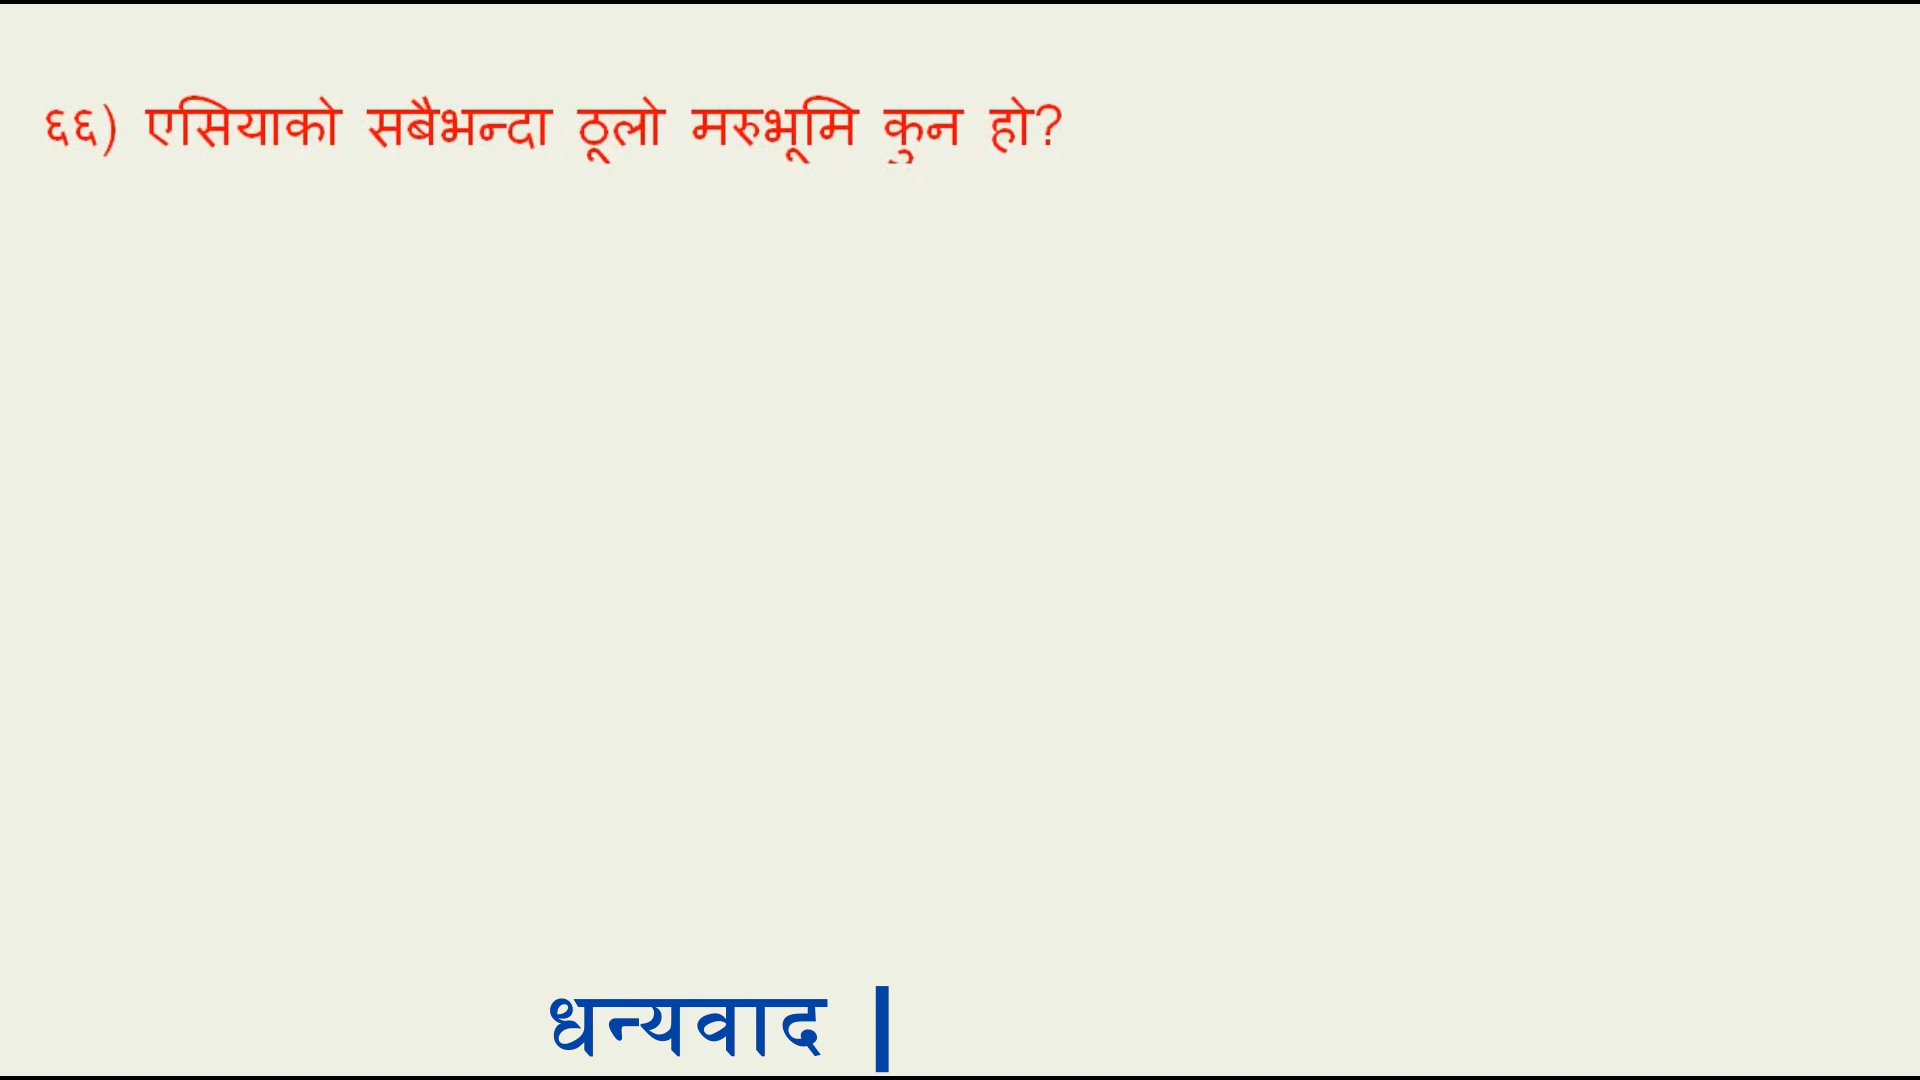 ६६) एसियाको सबैभन्दा ठूलो मरुभूमि कुन हो?
धन्यवाद |